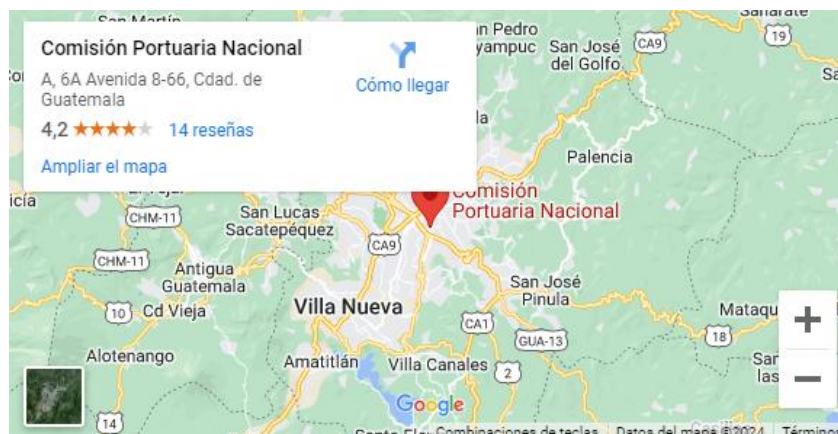 San Martín
Comisión Portuaria Nacional
A, 6A Avenida 8-66, Cdad. de
Guatemala
4,2 14 reseñas
Ampliar el mapa
Cómo llegar
San José
del Golfo
CA9
19
Palencia
Comisión
Portuaria Nacional
CHM-11
San Lucas
Sacatepéquez
CA9
CHM-11
Antigua
Guatemala
San José
Pinula
10
Cd Vieja
Villa Nueva
CA1
GUA-13
18
Alotenango
Amatitlán
Villa Canales
2
14
Google
Combinaciones de teclas
Datos del mapa ©2024
Término
+
−